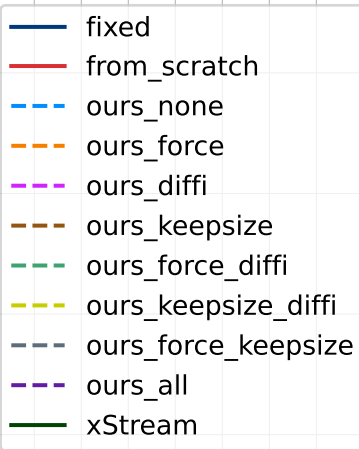 fixed
from_scratch
ours_none
ours_force
ours_diffi
ours_keepsize
ours_force_diffi
ours_keepsize_diffi
ours_force_keepsize
ours_all
xStream